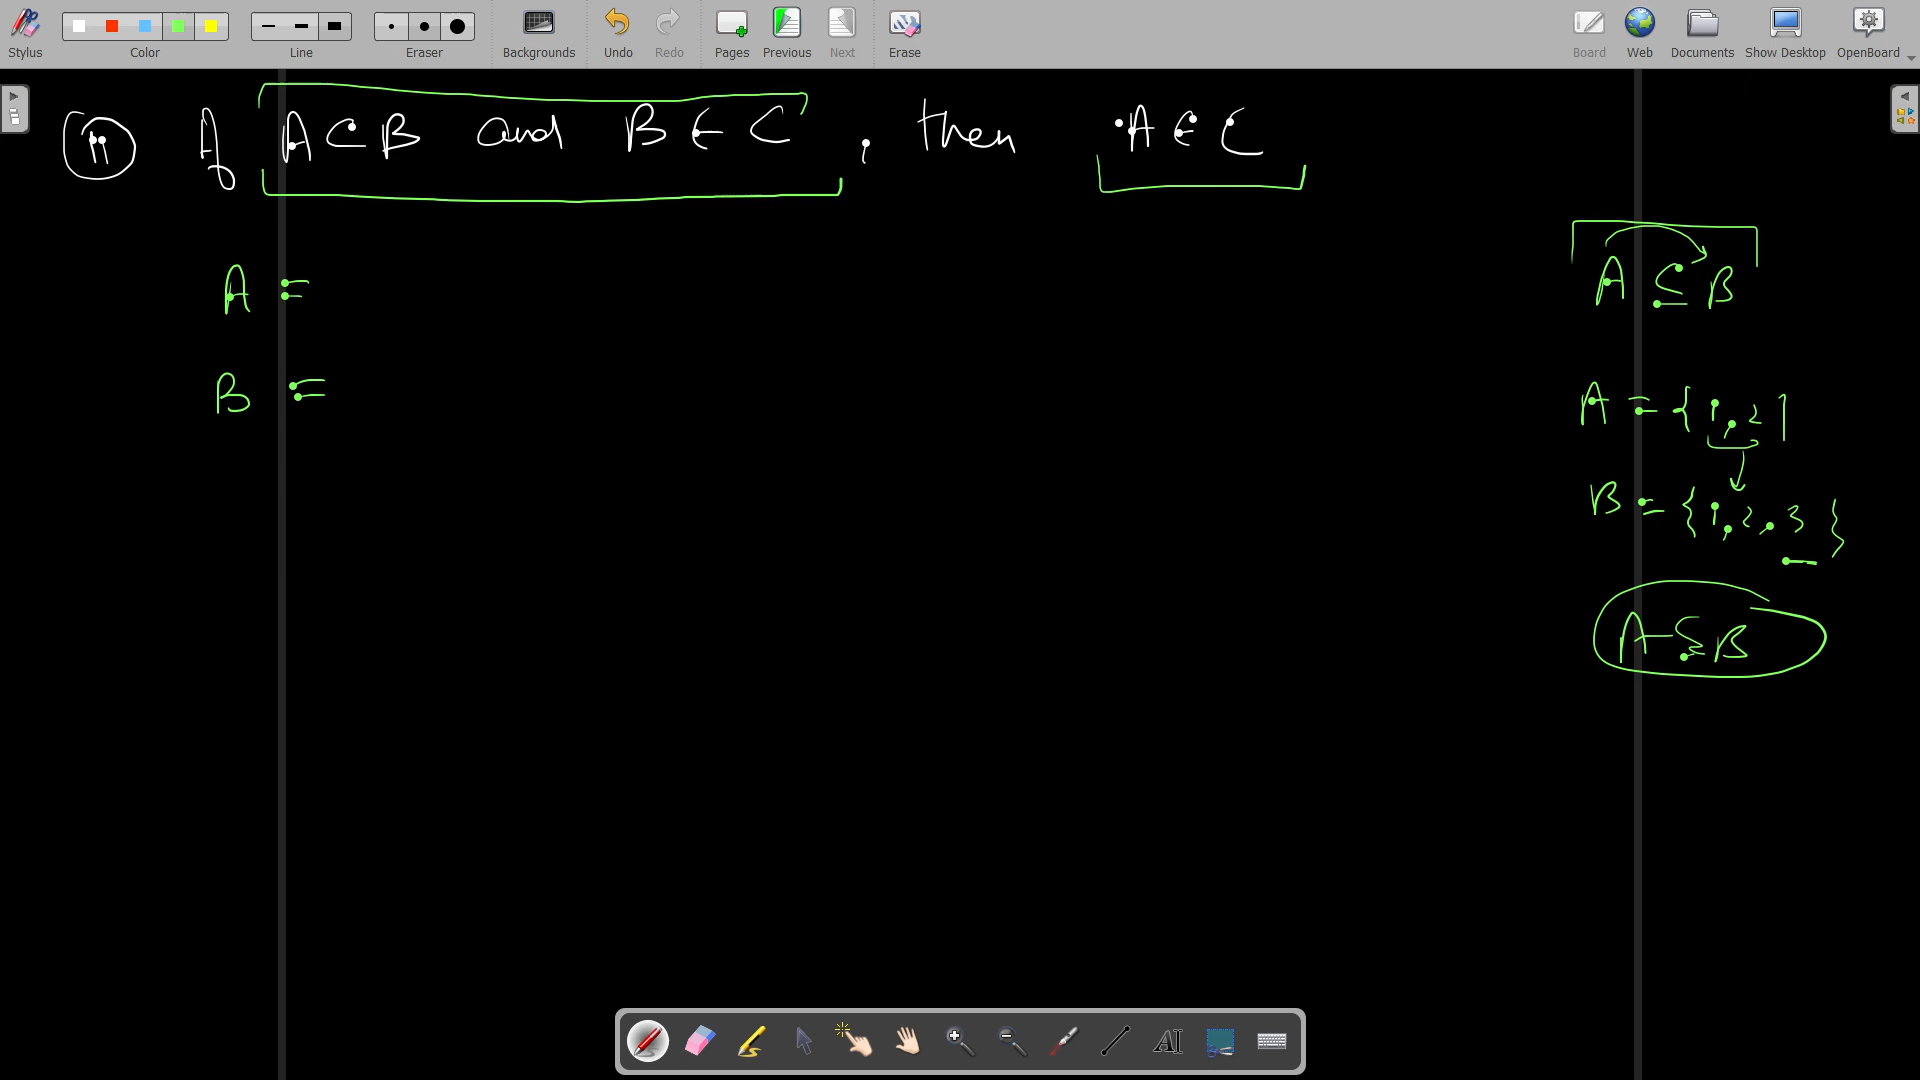 Stylus Color Line Eraser Backgrounds Undo Redo Pages Previous Next Erase Board Web Documents Show Desktop OpenBoard
(ii) If A⊂B and B∈C, then A∈C
A =
B =
A ⊆ B
A = {1, 2}
B = {1, 2, 3}
A ⊆ B